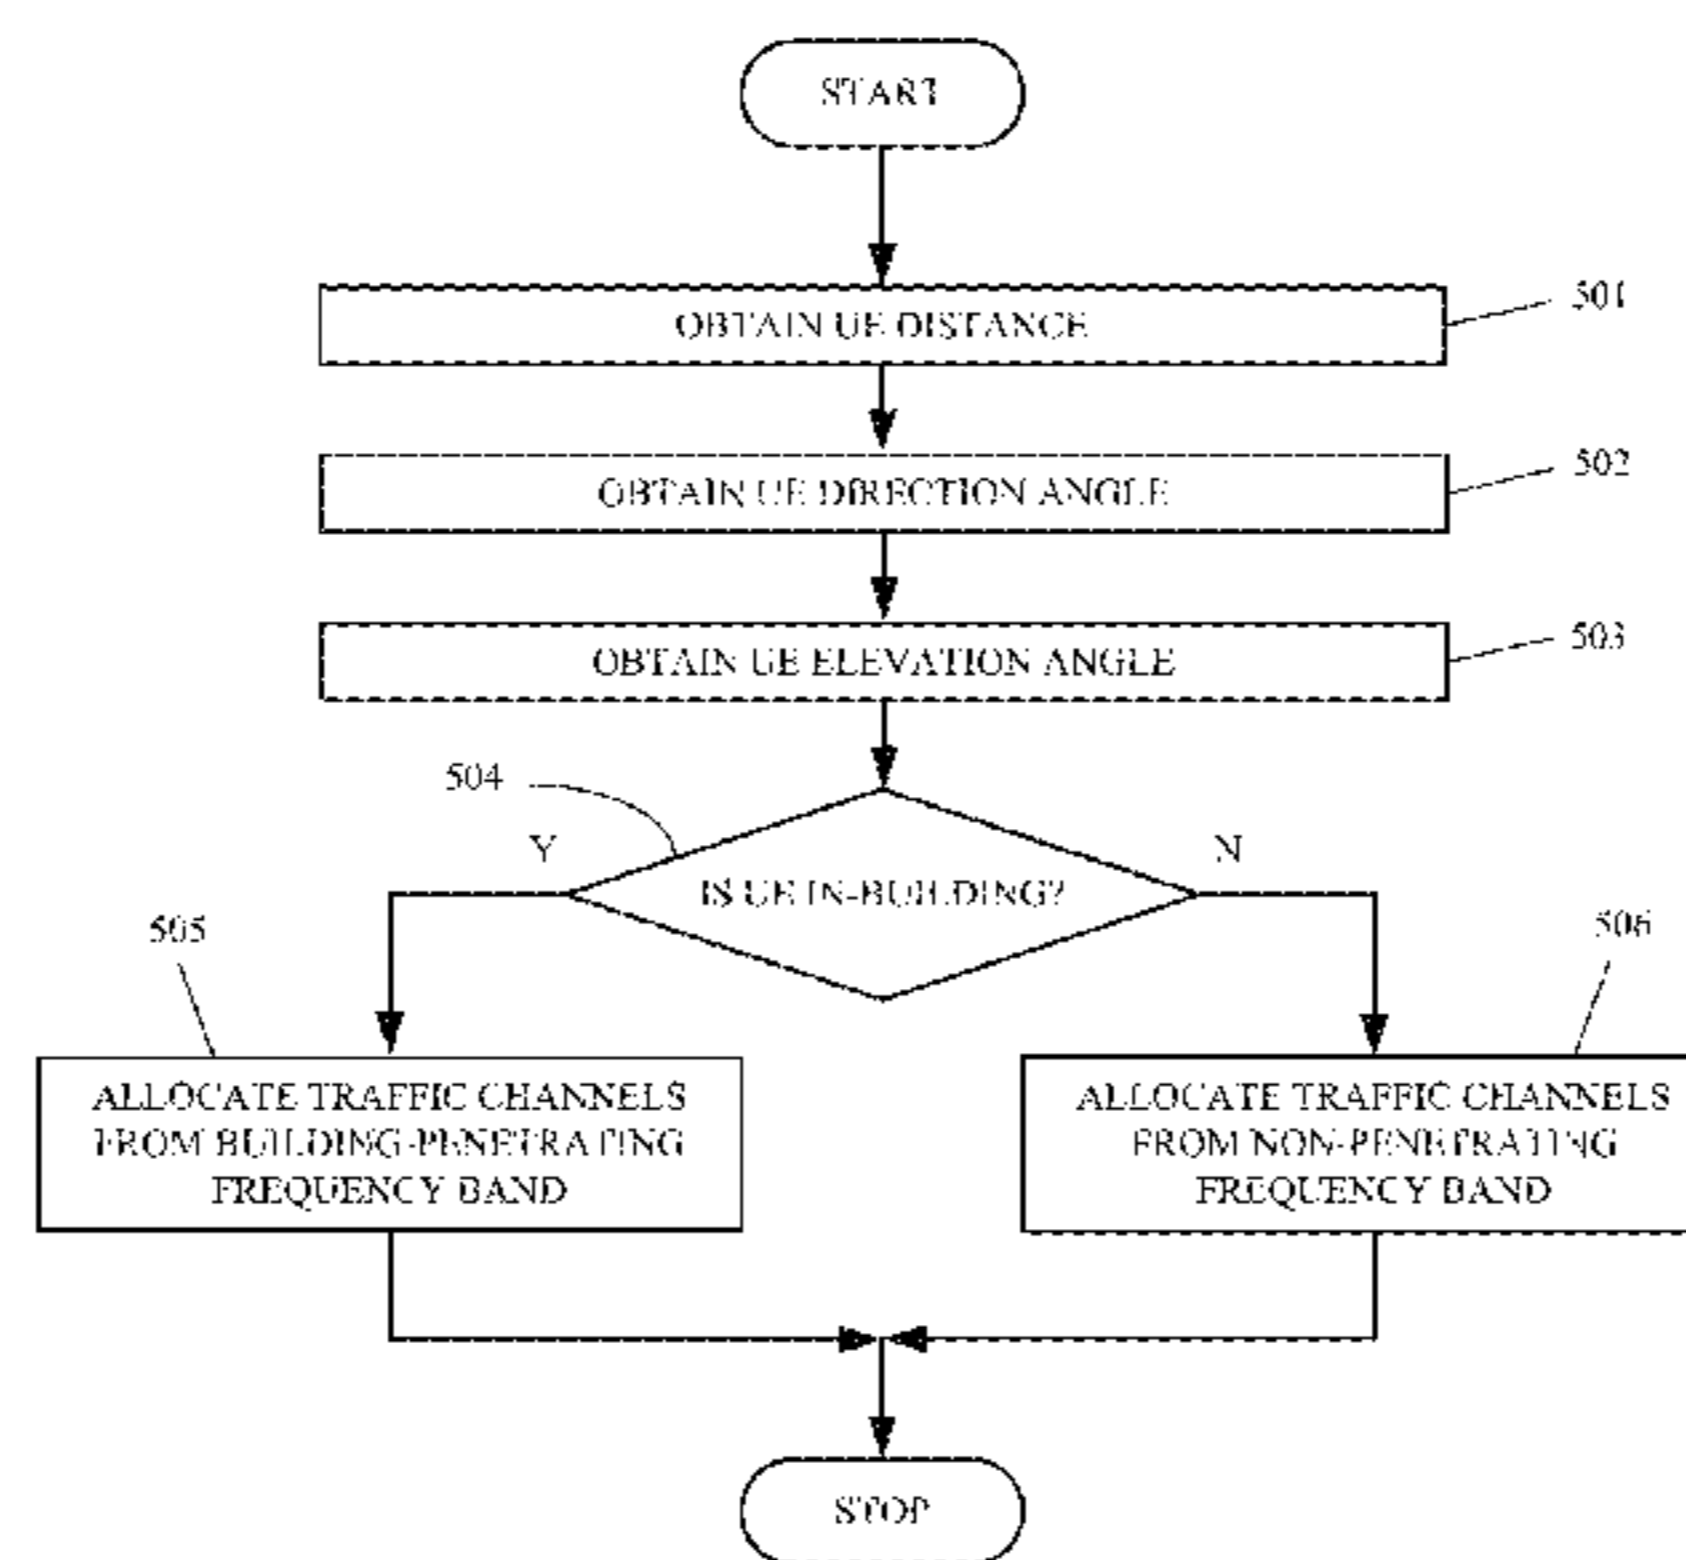 START
OBTAIN UE DISTANCE
501
OBTAIN UE DIRECTION ANGLE
502
OBTAIN UE ELEVATION ANGLE
503
504
Y
N
IS UE IN-BUILDING?
505
506
ALLOCATE TRAFFIC CHANNELS
FROM BUILDING-PENETRATING
FREQUENCY BAND
ALLOCATE TRAFFIC CHANNELS
FROM NON-PENETRATING
FREQUENCY BAND
STOP